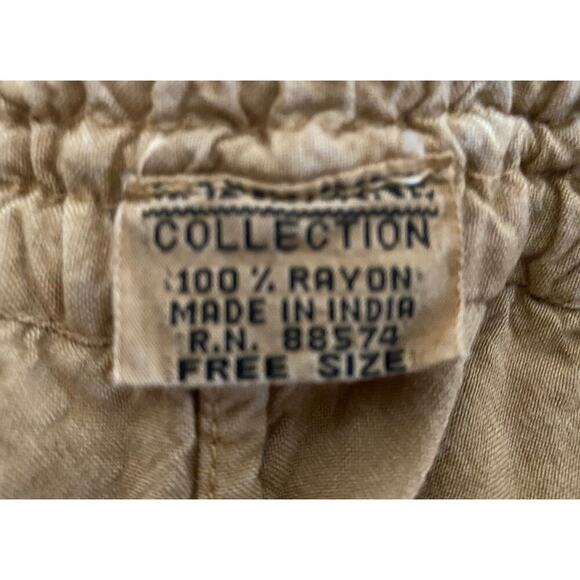 COLLECTION
100 % RAYON
MADE IN INDIA
R.N. 88574
FREE SIZE